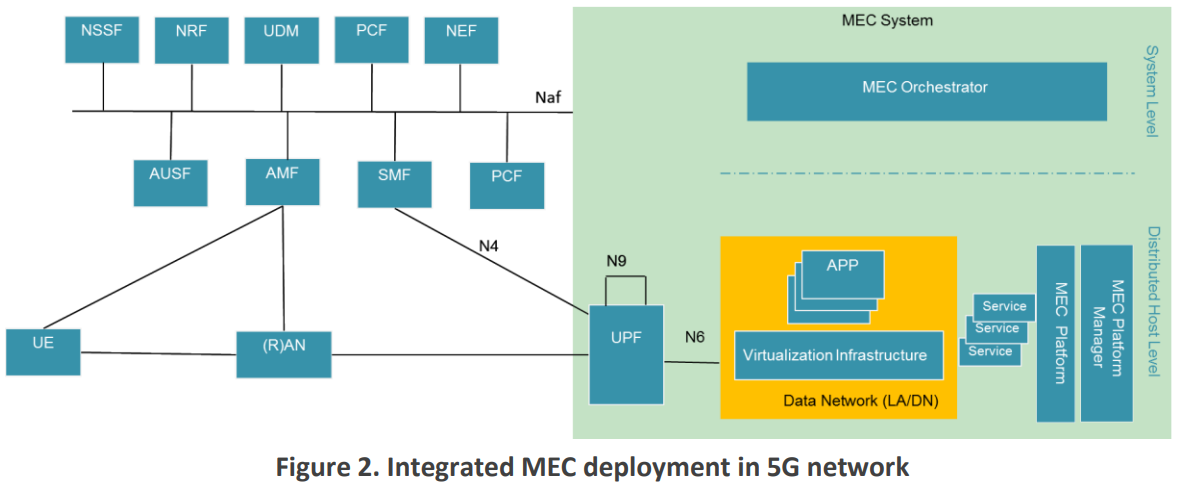 NSSF
NRF
UDM
PCF
NEF
MEC System
System Level
MEC Orchestrator
Naf
AUSF
AMF
SMF
PCF
Distributed Host Level
N4
N9
APP
MEC Platform
MEC Platform
Manager
Service
Service
Service
UE
(R)AN
UPF
N6
Virtualization Infrastructure
Data Network (LA/DN)
Figure 2. Integrated MEC deployment in 5G network